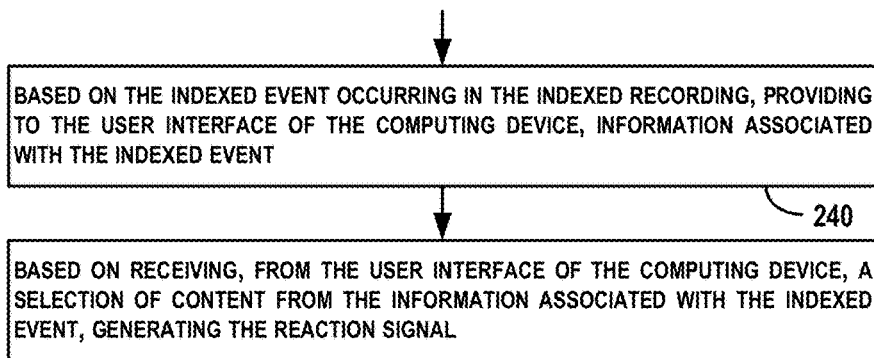 BASED ON THE INDEXED EVENT OCCURRING IN THE INDEXED RECORDING, PROVIDING
TO THE USER INTERFACE OF THE COMPUTING DEVICE, INFORMATION ASSOCIATED
WITH THE INDEXED EVENT
240
BASED ON RECEIVING, FROM THE USER INTERFACE OF THE COMPUTING DEVICE, A
SELECTION OF CONTENT FROM THE INFORMATION ASSOCIATED WITH THE INDEXED
EVENT, GENERATING THE REACTION SIGNAL